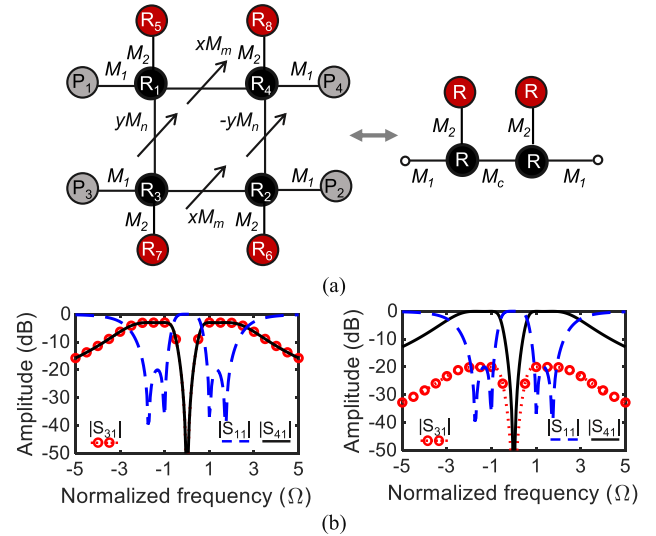 R5 R8
M2 xMm M2
P1 M1 R1 R4 M1 P4
R R
yMn -yMn M2 M2
R R
M1 Mc M1
P3 M1 R3 R2 M1 P2
M2 xMm M2
R7 R6
(a)
Amplitude (dB)
0
-10
-20
-30
-40
-50
|S31| |S11| |S41|
-5 -3 -1 1 3 5
Normalized frequency (Ω)
Amplitude (dB)
0
-10
-20
-30
-40
-50
|S31| |S11| |S41|
-5 -3 -1 1 3 5
Normalized frequency (Ω)
(b)